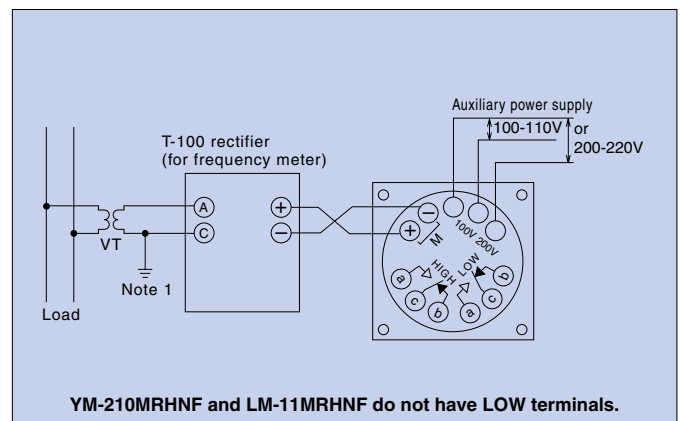 Auxiliary power supply
100-110V
or
200-220V
T-100 rectifier
(for frequency meter)
A
C
+
−
VT
Note 1
Load
−
+
M
100V 200V
HIGH
LOW
a
c
b
a
c
b
YM-210MRHNF and LM-11MRHNF do not have LOW terminals.